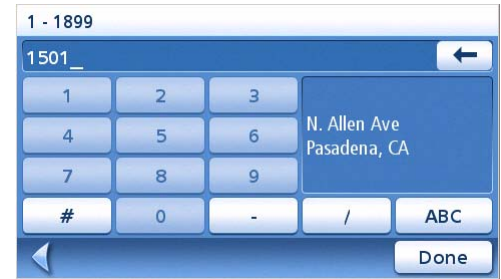 1 - 1899
1501_
1 2 3
4 5 6
N. Allen Ave
Pasadena, CA
7 8 9
# 0 - / ABC
Done